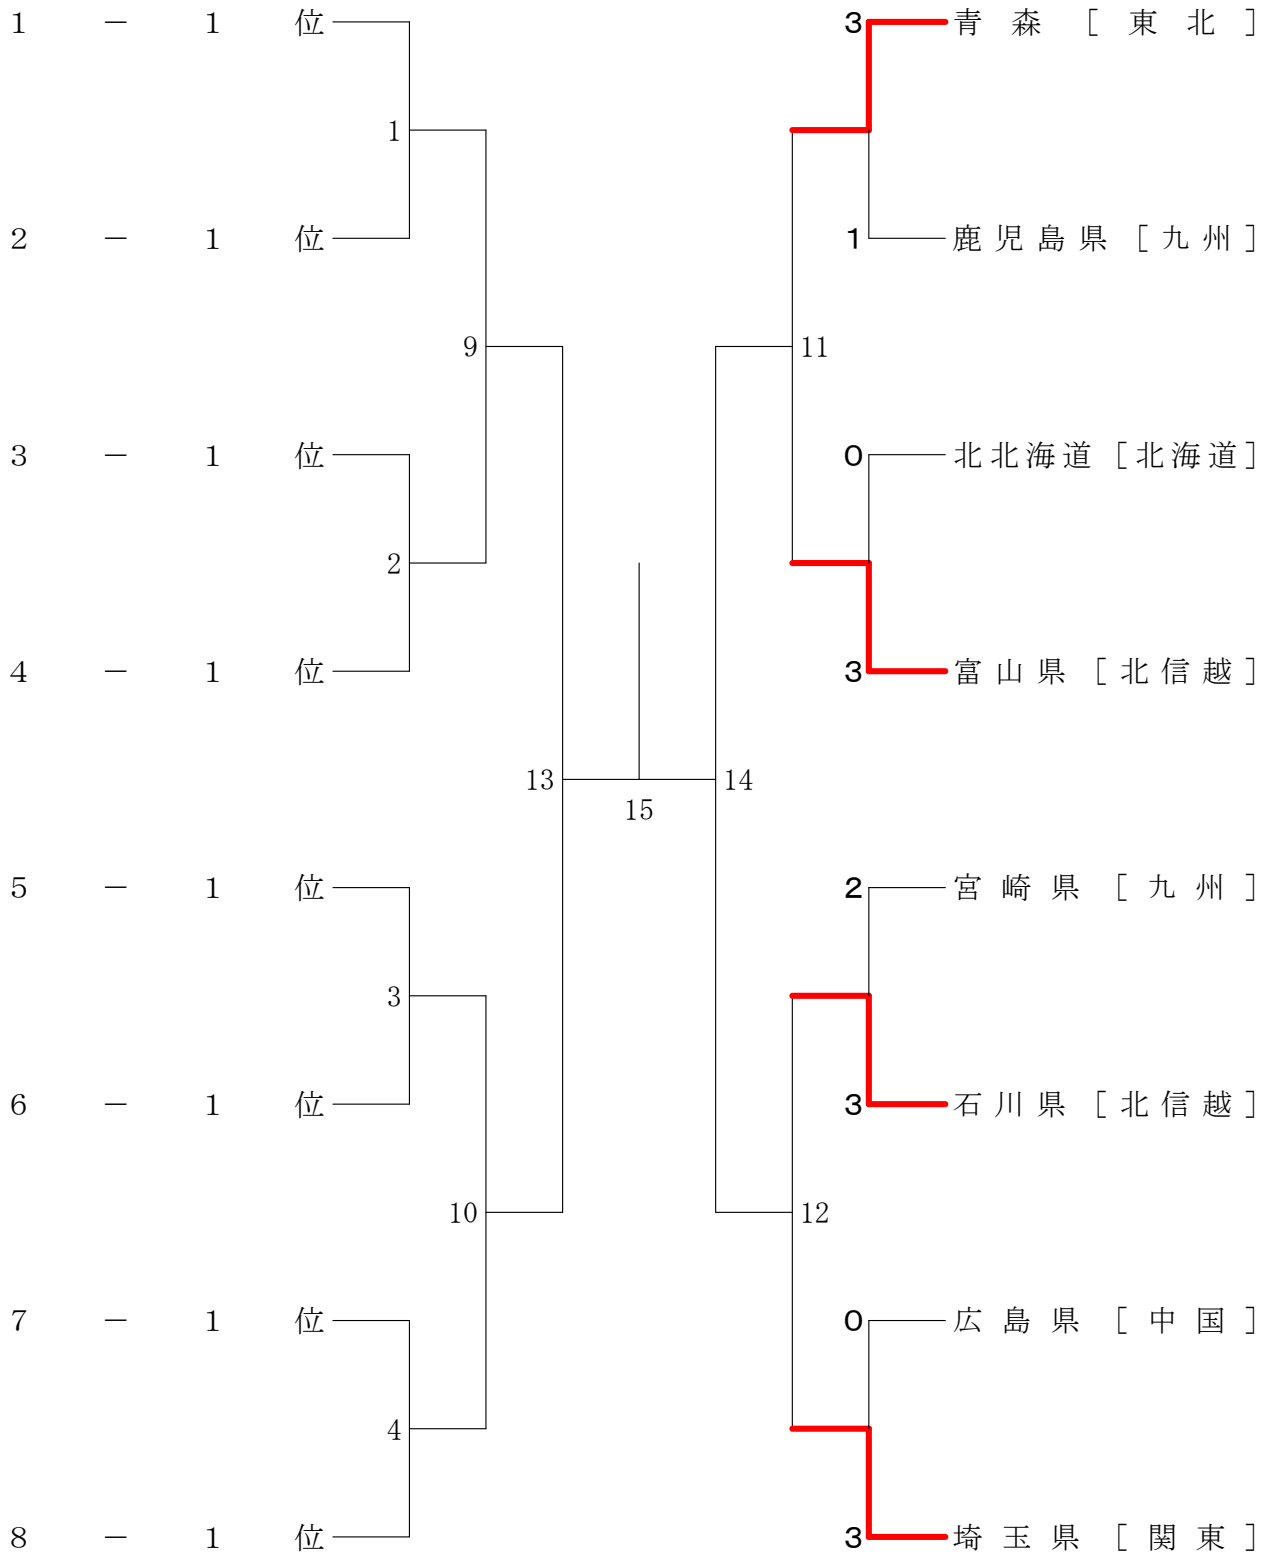 １　－　１　位
3 青森［東北］
1
２　－　１　位
1 鹿児島県［九州］
9
11
３　－　１　位
0 北北海道［北海道］
2
４　－　１　位
3 富山県［北信越］
13
14
15
５　－　１　位
2 宮崎県［九州］
3
６　－　１　位
3 石川県［北信越］
10
12
７　－　１　位
0 広島県［中国］
4
８　－　１　位
3 埼玉県［関東］